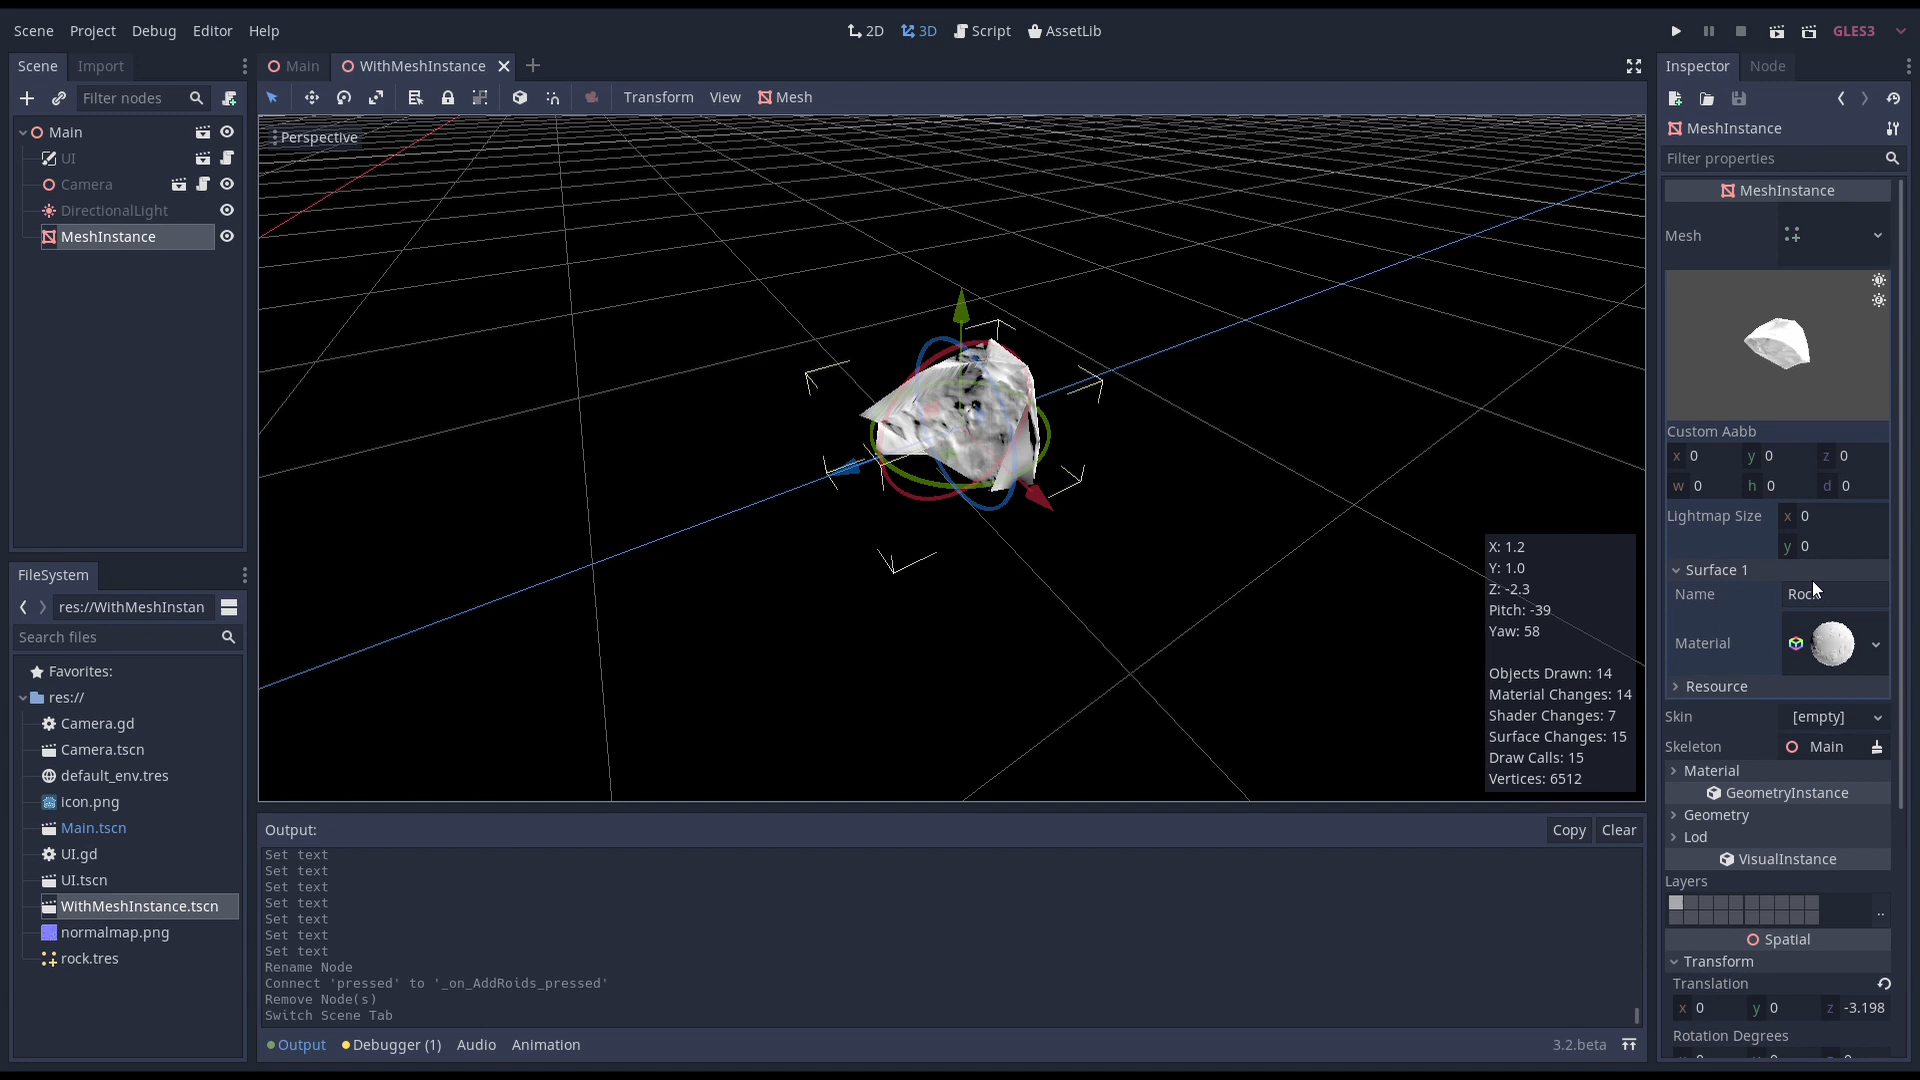 Scene Project Debug Editor Help
2D 3D Script AssetLib
GLES3
Scene Import
Filter nodes
Main
UI
Camera
DirectionalLight
MeshInstance
FileSystem
res://WithMeshInstan
Search files
Favorites:
res://
Camera.gd
Camera.tscn
default_env.tres
icon.png
Main.tscn
UI.gd
UI.tscn
WithMeshInstance.tscn
normalmap.png
rock.tres
Main WithMeshInstance
Transform View Mesh
Perspective
X: 1.2
Y: 1.0
Z: -2.3
Pitch: -39
Yaw: 58
Objects Drawn: 14
Material Changes: 14
Shader Changes: 7
Surface Changes: 15
Draw Calls: 15
Vertices: 6512
Output: Copy Clear
Set text
Set text
Set text
Set text
Set text
Set text
Set text
Rename Node
Connect 'pressed' to '_on_AddRoids_pressed'
Remove Node(s)
Switch Scene Tab
Output Debugger (1) Audio Animation 3.2.beta
Inspector Node
MeshInstance
Filter properties
MeshInstance
Mesh
Custom Aabb
x 0 y 0 z 0
w 0 h 0 d 0
Lightmap Size x 0
y 0
Surface 1
Name
Material
Resource
Skin [empty]
Skeleton Main
Material
GeometryInstance
Geometry
Lod
VisualInstance
Layers
..
Spatial
Transform
Translation
x 0 y 0 z -3.198
Rotation Degrees